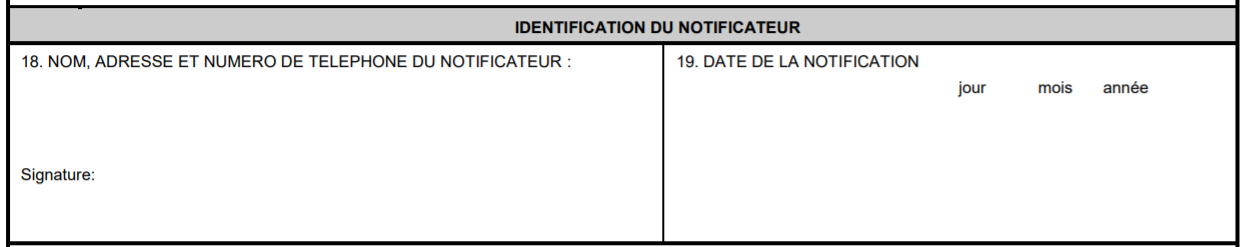 IDENTIFICATION DU NOTIFICATEUR
18. NOM, ADRESSE ET NUMERO DE TELEPHONE DU NOTIFICATEUR :
Signature:
19. DATE DE LA NOTIFICATION
jour mois année